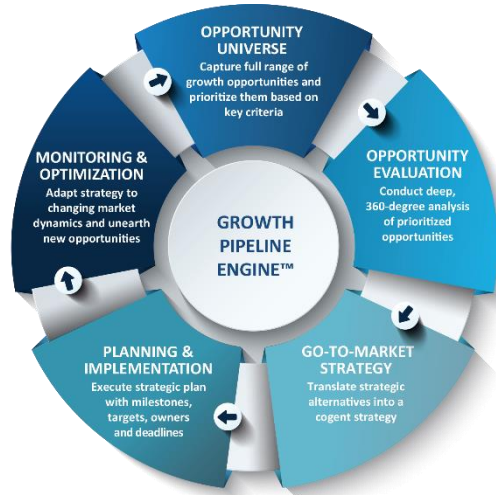 OPPORTUNITY
UNIVERSE
Capture full range of
growth opportunities and
prioritize them based on
key criteria
OPPORTUNITY
EVALUATION
Conduct deep,
360-degree analysis
of prioritized
opportunities
GO-TO-MARKET
STRATEGY
Translate strategic
alternatives into a
cogent strategy
PLANNING &
IMPLEMENTATION
Execute strategic plan
with milestones,
targets, owners
and deadlines
MONITORING &
OPTIMIZATION
Adapt strategy to
changing market
dynamics and unearth
new opportunities
GROWTH
PIPELINE
ENGINE™